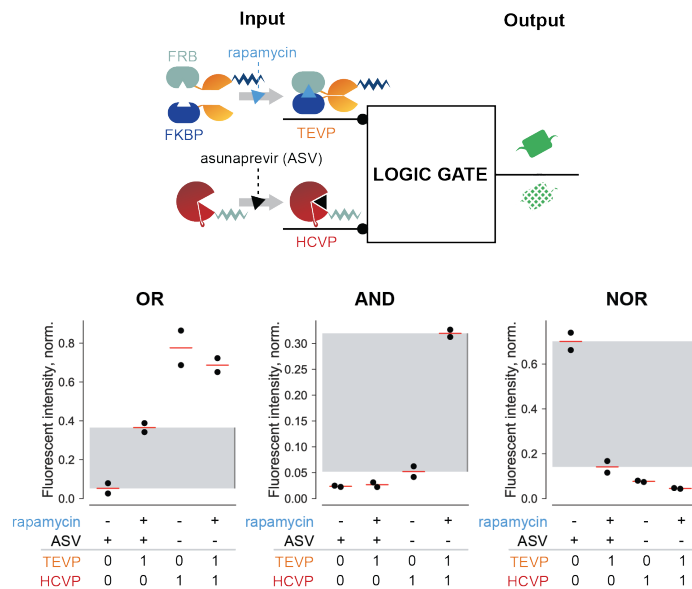 Input Output
rapamycin
FRB
FKBP
TEVP
asunaprevir (ASV)
LOGIC GATE
HCVP
OR
Fluorescent intensity, norm.
0.8
0.6
0.4
0.2
0.0
rapamycin - + - +
ASV + + - -
TEVP 0 1 0 1
HCVP 0 0 1 1
AND
Fluorescent intensity, norm.
0.30
0.25
0.20
0.15
0.10
0.05
0.00
rapamycin - + - +
ASV + + - -
TEVP 0 1 0 1
HCVP 0 0 1 1
NOR
Fluorescent intensity, norm.
0.6
0.4
0.2
0.0
rapamycin - + - +
ASV + + - -
TEVP 0 1 0 1
HCVP 0 0 1 1